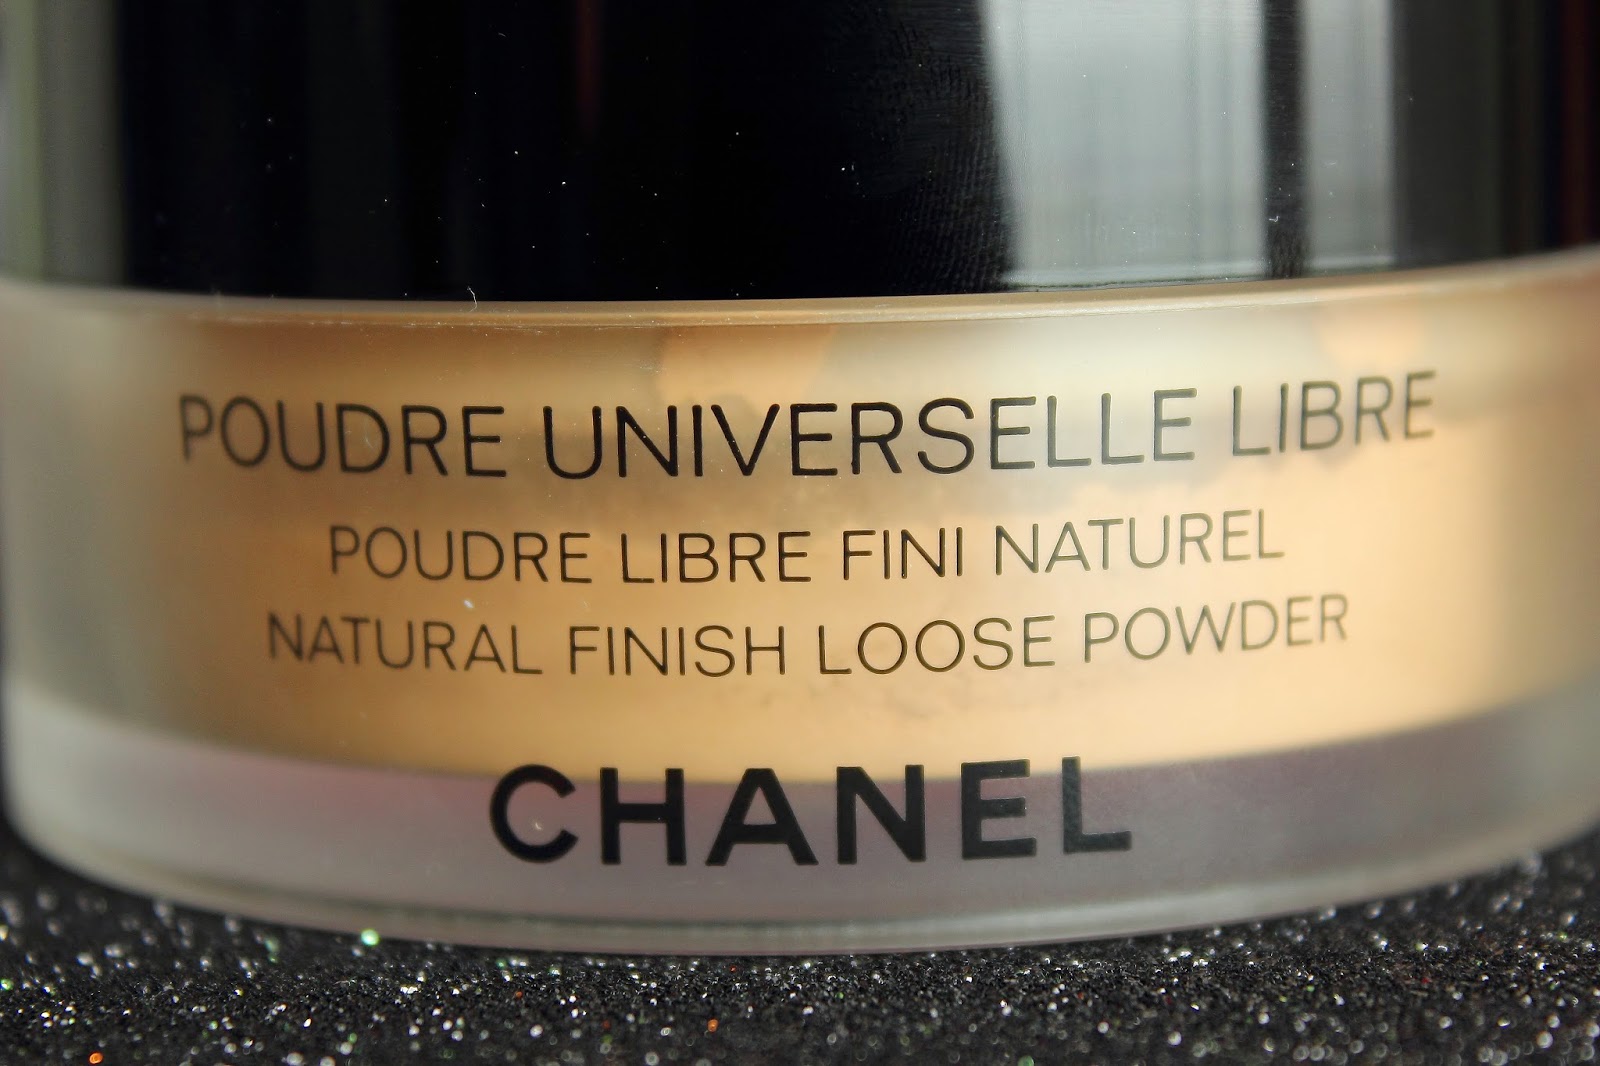 POUDRE UNIVERSELLE LIBRE
POUDRE LIBRE FINI NATUREL
NATURAL FINISH LOOSE POWDER
CHANEL